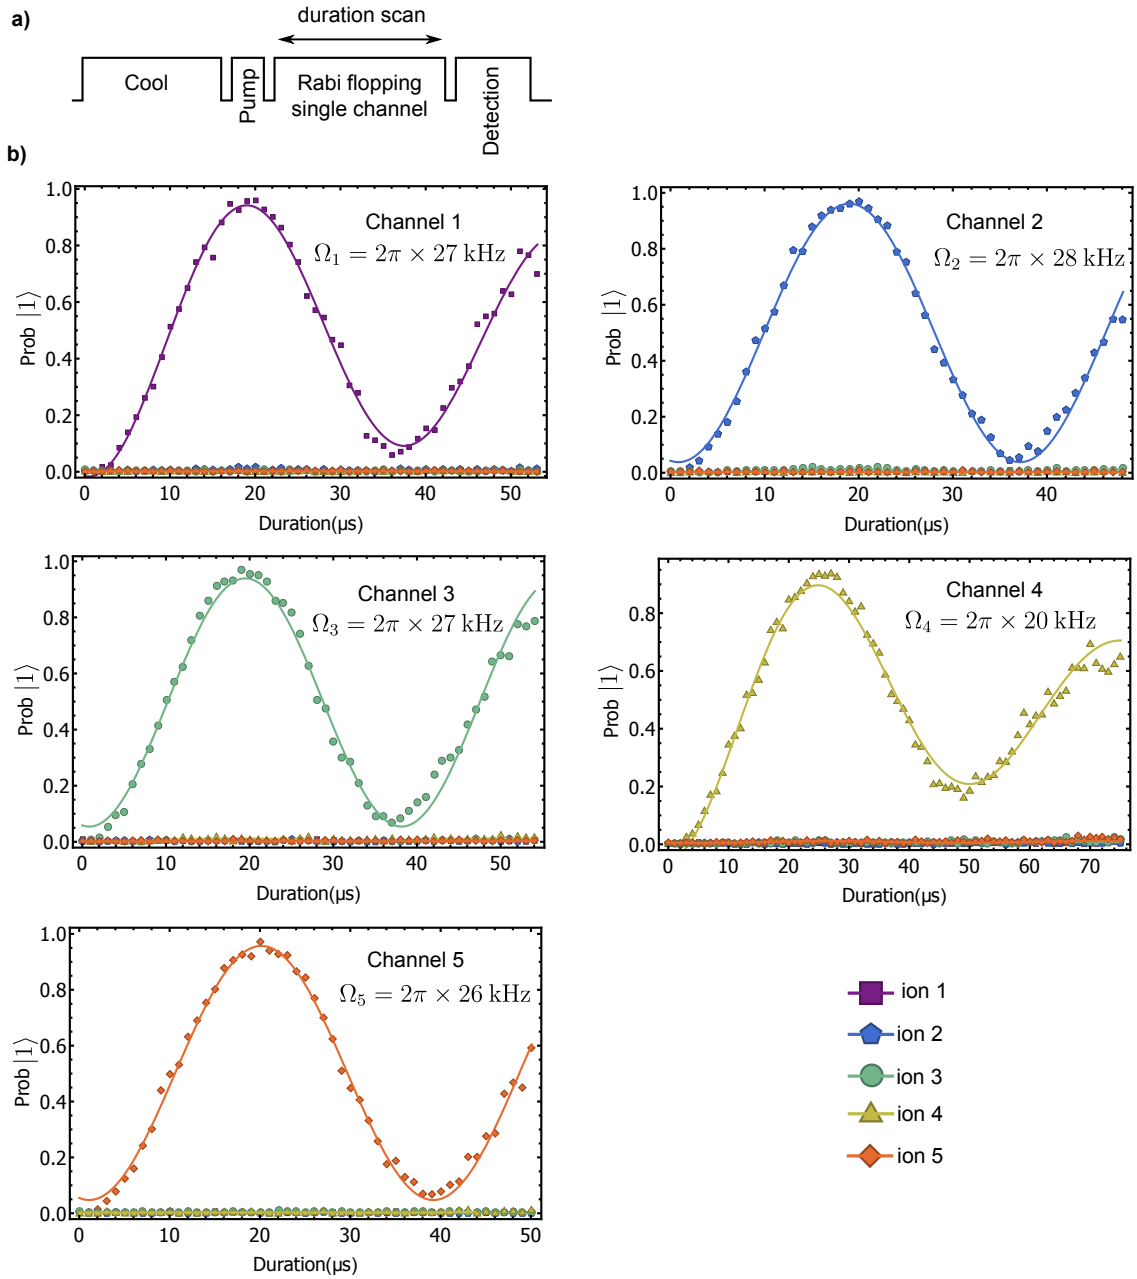 a)
duration scan
Cool
Pump
Rabi flopping
single channel
Detection
b)
Channel 1
Ω₁ = 2π × 27 kHz
Prob |1⟩
1.0
0.8
0.6
0.4
0.2
0.0
0 10 20 30 40 50
Duration(μs)
Channel 2
Ω₂ = 2π × 28 kHz
Prob |1⟩
1.0
0.8
0.6
0.4
0.2
0.0
0 10 20 30 40
Duration(μs)
Channel 3
Ω₃ = 2π × 27 kHz
Prob |1⟩
1.0
0.8
0.6
0.4
0.2
0.0
0 10 20 30 40 50
Duration(μs)
Channel 4
Ω₄ = 2π × 20 kHz
Prob |1⟩
1.0
0.8
0.6
0.4
0.2
0.0
0 10 20 30 40 50 60 70
Duration(μs)
Channel 5
Ω₅ = 2π × 26 kHz
Prob |1⟩
1.0
0.8
0.6
0.4
0.2
0.0
0 10 20 30 40 50
Duration(μs)
ion 1
ion 2
ion 3
ion 4
ion 5